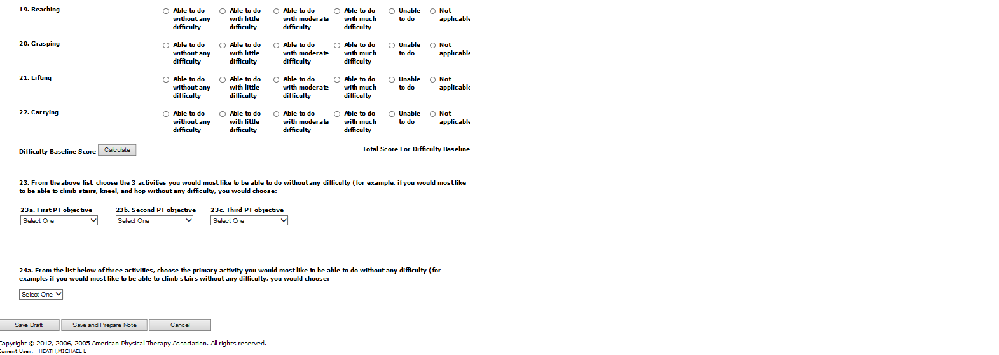 19. Reaching
Able to do without any difficulty
Able to do with little difficulty
Able to do with moderate difficulty
Able to do with much difficulty
Unable to do
Not applicable
20. Grasping
Able to do without any difficulty
Able to do with little difficulty
Able to do with moderate difficulty
Able to do with much difficulty
Unable to do
Not applicable
21. Lifting
Able to do without any difficulty
Able to do with little difficulty
Able to do with moderate difficulty
Able to do with much difficulty
Unable to do
Not applicable
22. Carrying
Able to do without any difficulty
Able to do with little difficulty
Able to do with moderate difficulty
Able to do with much difficulty
Unable to do
Not applicable
Difficulty Baseline Score Calculate
__Total Score For Difficulty Baseline
23. From the above list, choose the 3 activities you would most like to be able to do without any difficulty (for example, if you would most like
to be able to climb stairs, kneel, and hop without any difficulty, you would choose:
23a. First PT objective 23b. Second PT objective 23c. Third PT objective
Select One Select One Select One
24a. From the list below of three activities, choose the primary activity you would most like to be able to do without any difficulty (for
example, if you would most like to be able to climb stairs without any difficulty, you would choose:
Select One
Save Draft Save and Prepare Note Cancel
Copyright © 2012, 2006, 2005 American Physical Therapy Association. All rights reserved.
Current User: HEATH,MICHAEL L